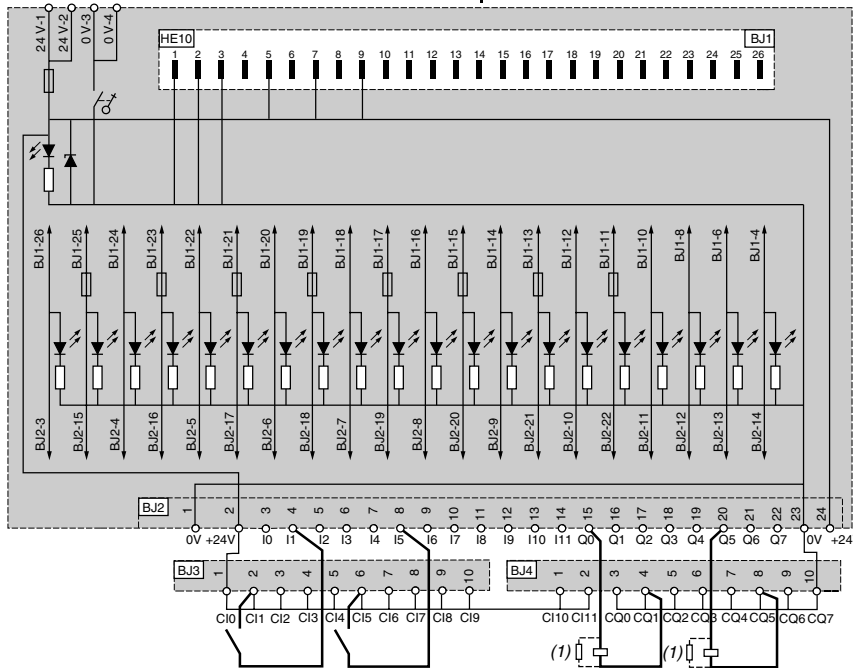 24 V-1 24 V-2 0 V-3 0 V-4
HE10 BJ1
1 2 3 4 5 6 7 8 9 10 11 12 13 14 15 16 17 18 19 20 21 22 23 24 25 26
BJ1-26 BJ1-25 BJ1-24 BJ1-23 BJ1-22 BJ1-21 BJ1-20 BJ1-19 BJ1-18 BJ1-17 BJ1-16 BJ1-15 BJ1-14 BJ1-13 BJ1-12 BJ1-11 BJ1-10 BJ1-8 BJ1-6 BJ1-4
BJ2-3 BJ2-15 BJ2-4 BJ2-16 BJ2-5 BJ2-17 BJ2-6 BJ2-18 BJ2-7 BJ2-19 BJ2-8 BJ2-20 BJ2-9 BJ2-21 BJ2-10 BJ2-22 BJ2-11 BJ2-12 BJ2-13 BJ2-14
BJ2 1 2 3 4 5 6 7 8 9 10 11 12 13 14 15 16 17 18 19 20 21 22 23 24
0V +24V I0 I1 I2 I3 I4 I5 I6 I7 I8 I9 I10 I11 Q0 Q1 Q2 Q3 Q4 Q5 Q6 Q7 0V +24
BJ3 1 2 3 4 5 6 7 8 9 10 BJ4 1 2 3 4 5 6 7 8 9 10
CI0 CI1 CI2 CI3 CI4 CI5 CI6 CI7 CI8 CI9 CI10 CI11 CQ0 CQ1 CQ2 CQ3 CQ4 CQ5 CQ6 CQ7
(1) (1)